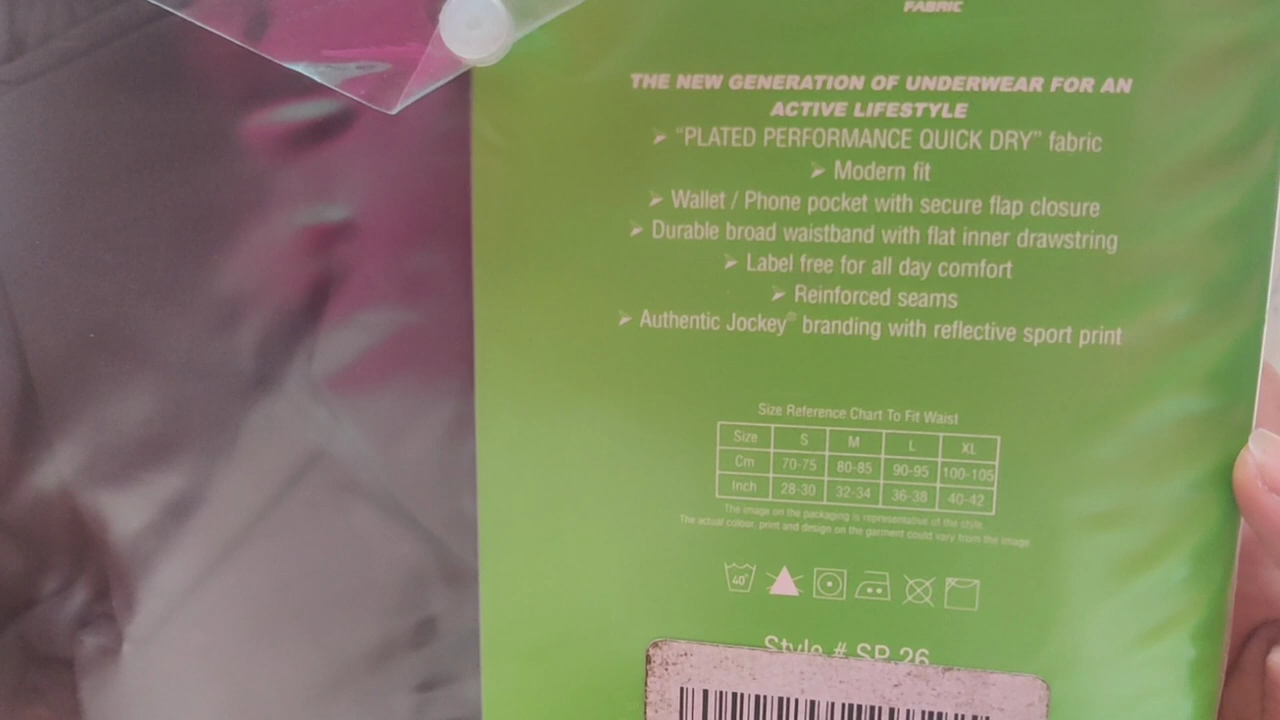 FABRIC
THE NEW GENERATION OF UNDERWEAR FOR AN
ACTIVE LIFESTYLE
➢ "PLATED PERFORMANCE QUICK DRY" fabric
➢ Modern fit
➢ Wallet / Phone pocket with secure flap closure
➢ Durable broad waistband with flat inner drawstring
➢ Label free for all day comfort
➢ Reinforced seams
➢ Authentic Jockey® branding with reflective sport print
Size Reference Chart To Fit Waist
Size S M L XL
Cm 70-75 80-85 90-95 100-105
Inch 28-30 32-34 36-38 40-42
The image on the packaging is representative of the style.
The actual colour, print and design on the garment could vary from the image.
40°
Style # SP 26